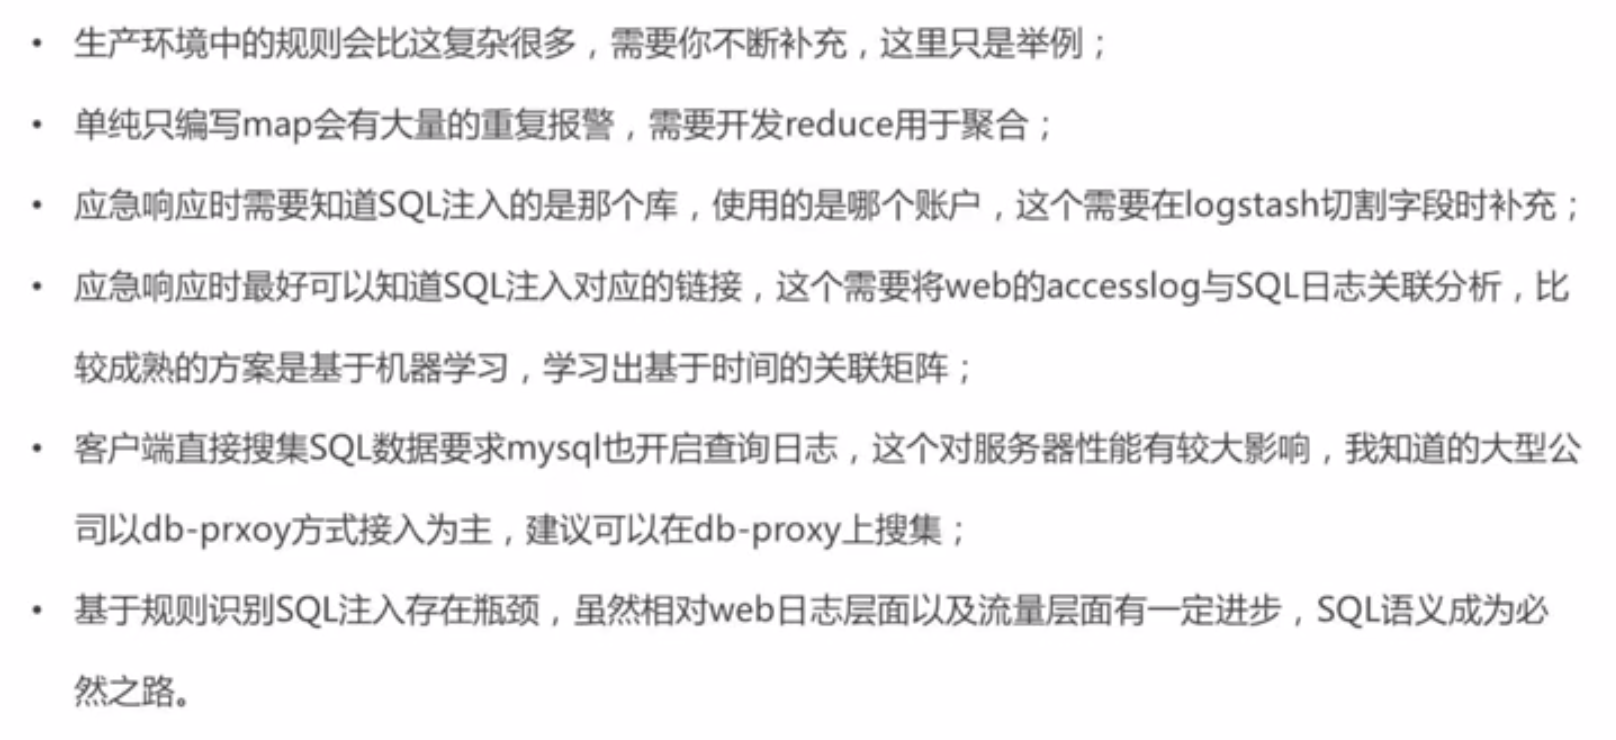 • 生产环境中的规则会比这复杂很多，需要你不断补充，这里只是举例；
• 单纯只编写map会有大量的重复报警，需要开发reduce用于聚合；
• 应急响应时需要知道SQL注入的是那个库，使用的是哪个账户，这个需要在logstash切割字段时补充；
• 应急响应时最好可以知道SQL注入对应的链接，这个需要将web的accesslog与SQL日志关联分析，比
较成熟的方案是基于机器学习，学习出基于时间的关联矩阵；
• 客户端直接搜集SQL数据要求mysql也开启查询日志，这个对服务器性能有较大影响，我知道的大型公
司以db-prxoy方式接入为主，建议可以在db-proxy上搜集；
• 基于规则识别SQL注入存在瓶颈，虽然相对web日志层面以及流量层面有一定进步，SQL语义成为必
然之路。